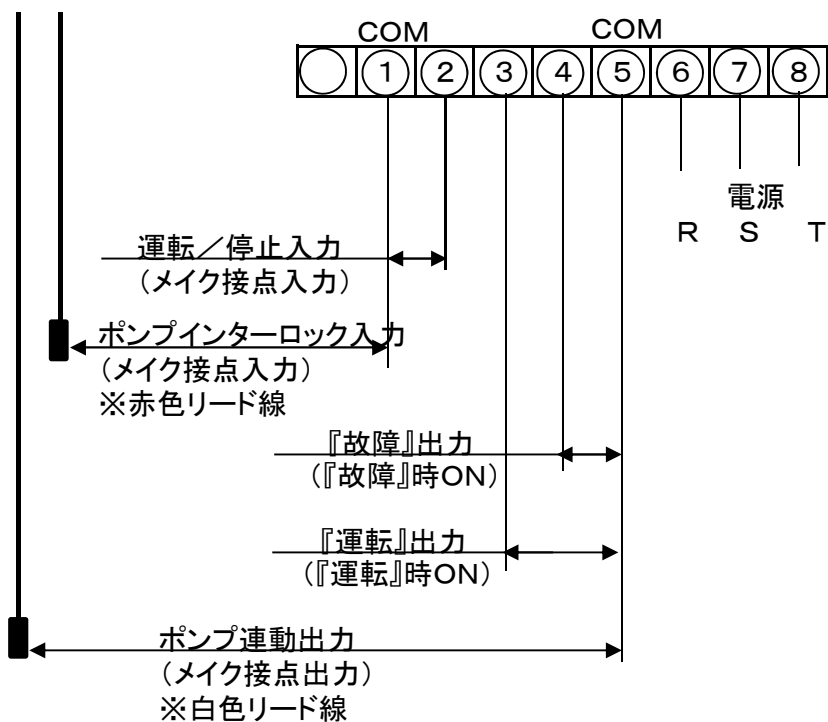 COM COM
1 2 3 4 5 6 7 8
電源
R S T
運転／停止入力
（メイク接点入力）
ポンプインターロック入力
（メイク接点入力）
※赤色リード線
『故障』出力
（『故障』時ON）
『運転』出力
（『運転』時ON）
ポンプ連動出力
（メイク接点出力）
※白色リード線